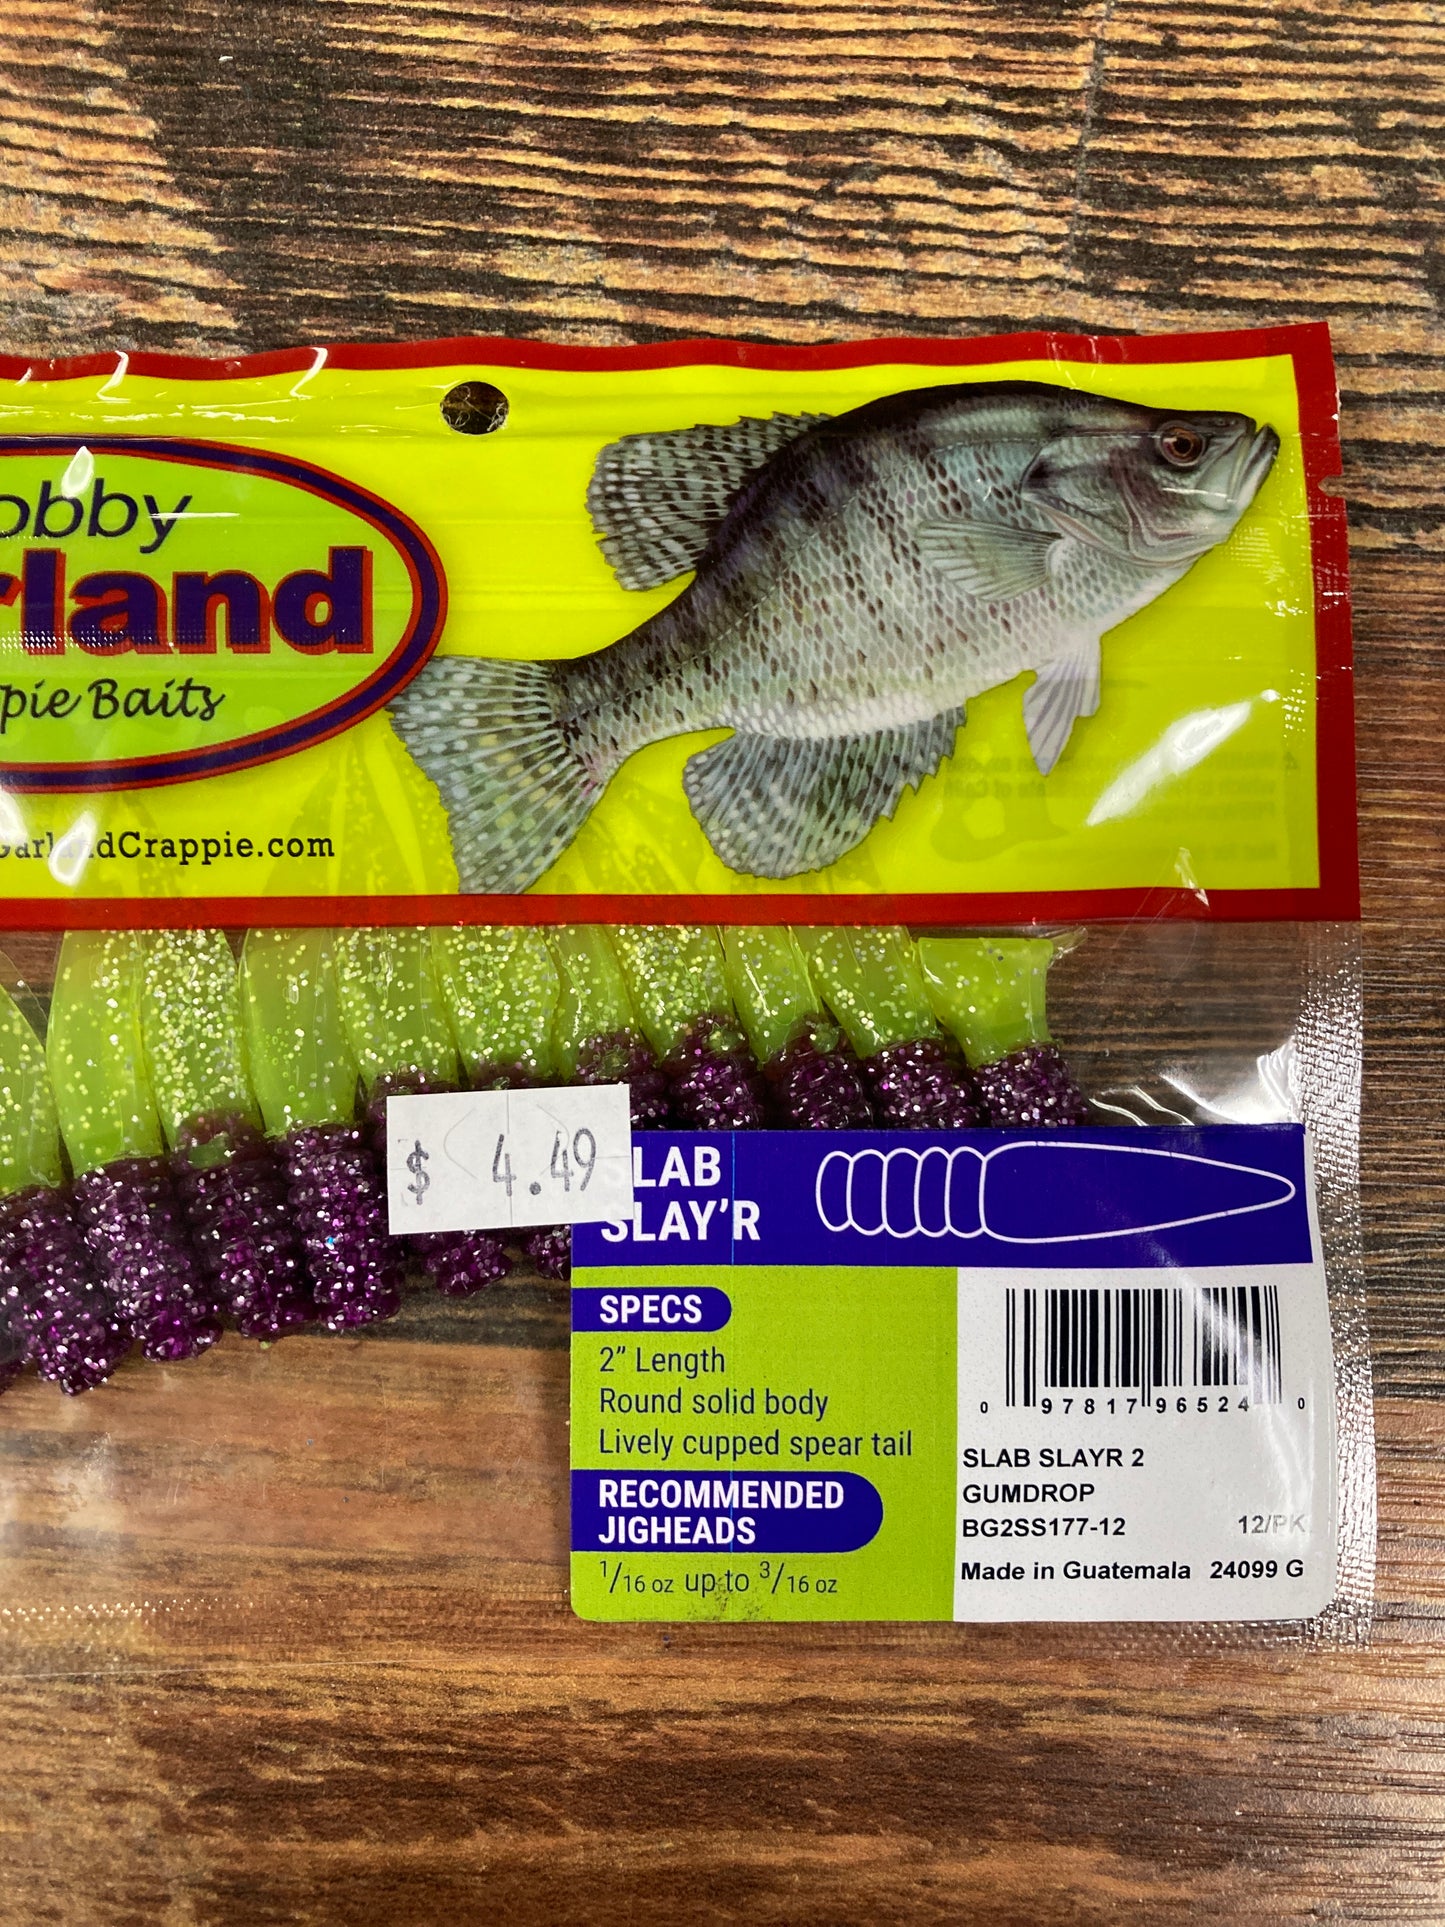 obby
rland
pie Baits
GarlandCrappie.com
$ 4.49
SLAB
SLAY'R
SPECS
2” Length
Round solid body
Lively cupped spear tail
RECOMMENDED
JIGHEADS
1/16 oz up to 3/16 oz
0 97817 96524 0
SLAB SLAYR 2
GUMDROP
BG2SS177-12 12/PK
Made in Guatemala 24099 G